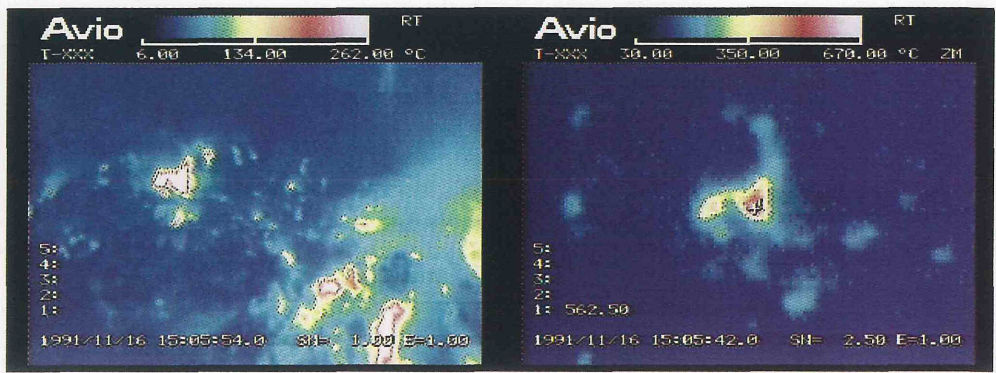 Avio RT
T-XXX 6.00 134.00 262.00 °C
5:
4:
3:
2:
1:
1991/11/16 15:05:54.0 SN= 1.00 E=1.00
Avio RT
T-XXX 30.00 350.00 670.00 °C ZM
5:
4:
3:
2:
1: 562.50
1991/11/16 15:05:42.0 SN= 2.50 E=1.00